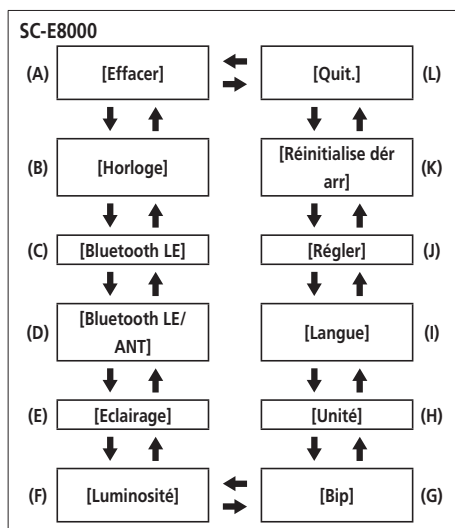 SC-E8000
(A) [Effacer] [Quit.] (L)
(B) [Horloge] [Réinitialise dér
arr] (K)
(C) [Bluetooth LE] [Régler] (J)
(D) [Bluetooth LE/
ANT] [Langue] (I)
(E) [Eclairage] [Unité] (H)
(F) [Luminosité] [Bip] (G)